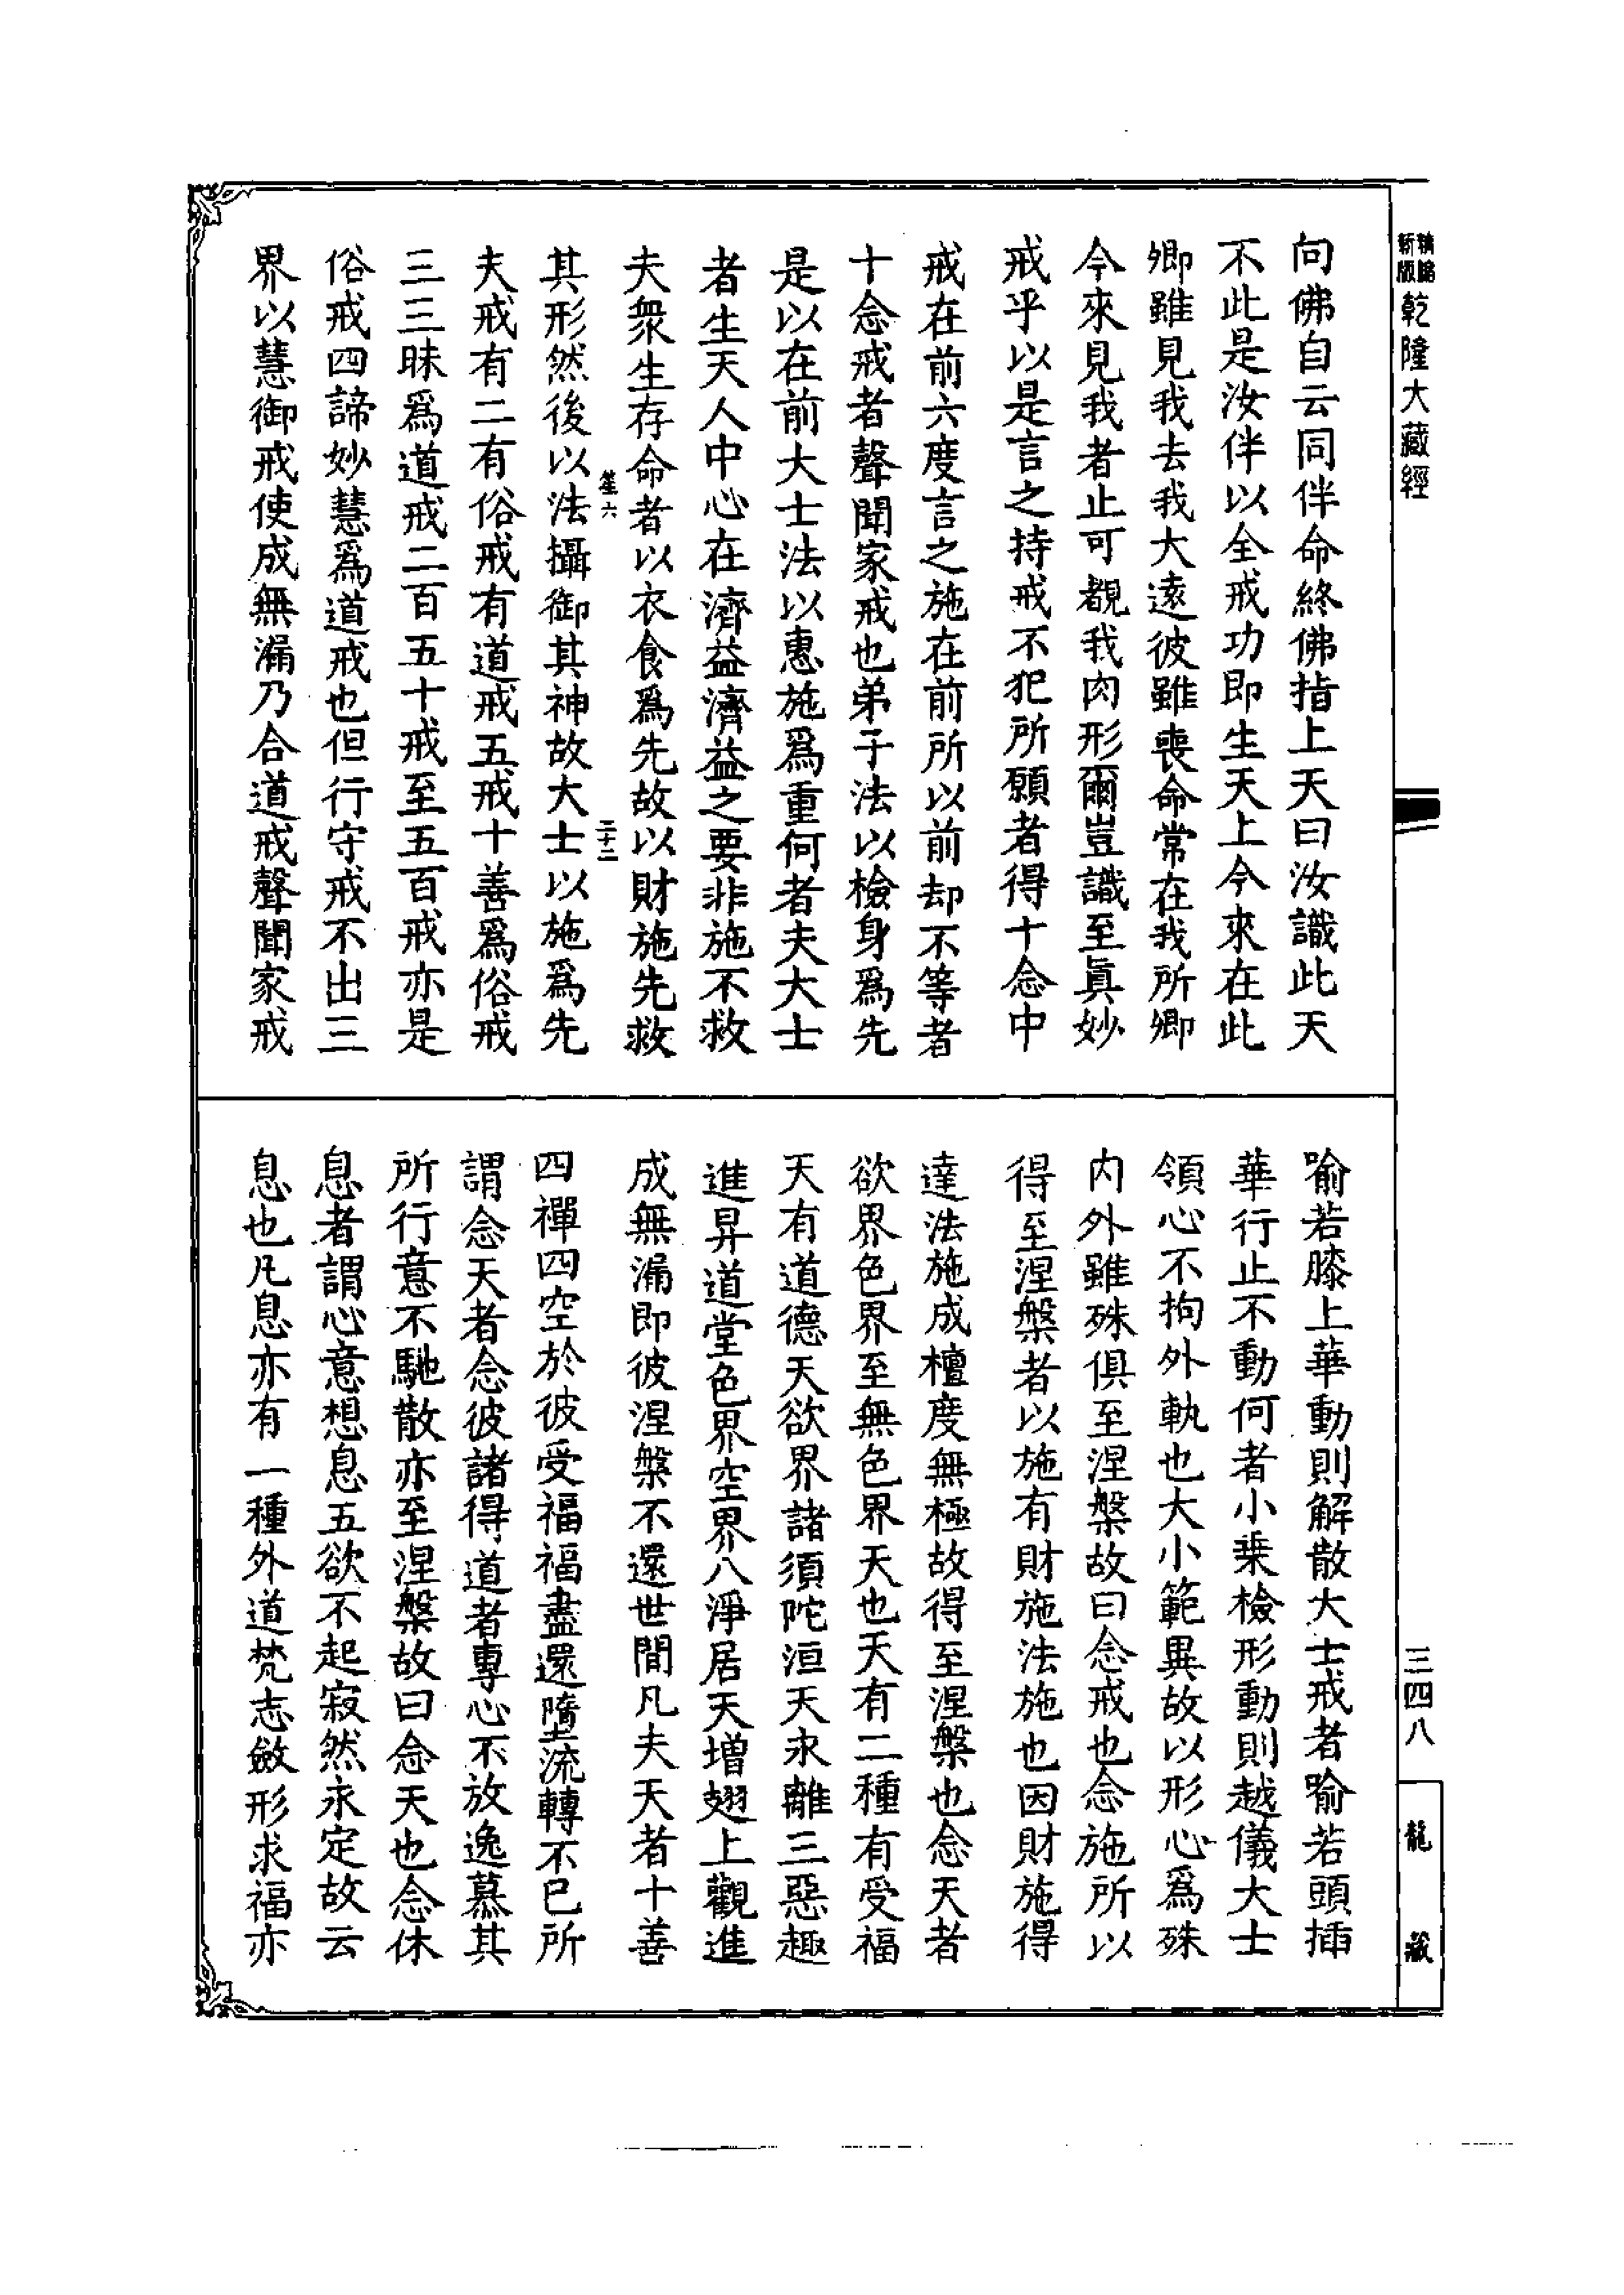 新版
精縮
乾隆大藏經
向佛自云同伴命終佛指上天曰汝識此天
不此是汝伴以全戒功即生天上今來在此
卿雖見我去我大遠彼雖喪命常在我所卿
今來見我者止可覩我肉形爾豈識至眞妙
戒乎以是言之持戒不犯所願者得十念中
戒在前六度言之施在前所以前却不等者
十念戒者聲聞家戒也弟子法以檢身爲先
是以在前大士法以惠施爲重何者夫大士
者生天人中心在濟益濟益之要非施不救
夫衆生存命者以衣食爲先故以財施先救
笙六 二十二
其形然後以法攝御其神故大士以施爲先
夫戒有二有俗戒有道戒五戒十善爲俗戒
三三昧爲道戒二百五十戒至五百戒亦是
俗戒四諦妙慧爲道戒也但行守戒不出三
界以慧御戒使成無漏乃合道戒聲聞家戒
喻若膝上華動則解散大士戒者喻若頭插
華行止不動何者小乗檢形動則越儀大士
領心不拘外軌也大小範異故以形心爲殊
内外雖殊俱至涅槃故曰念戒也念施所以
得至涅槃者以施有財施法施也因財施得
達法施成檀度無極故得至涅槃也念天者
欲界色界至無色界天也天有二種有受福
天有道德天欲界諸須陀洹天永離三惡趣
進昇道堂色界空界八淨居天增翅上觀進
成無漏即彼涅槃不還世間凡夫天者十善
四禪四空於彼受福福盡還墮流轉不已所
謂念天者念彼諸得道者專心不放逸慕其
所行意不馳散亦至涅槃故曰念天也念休
息者謂心意想息五欲不起寂然永定故云
息也凡息亦有一種外道梵志斂形求福亦
三四八
龍藏